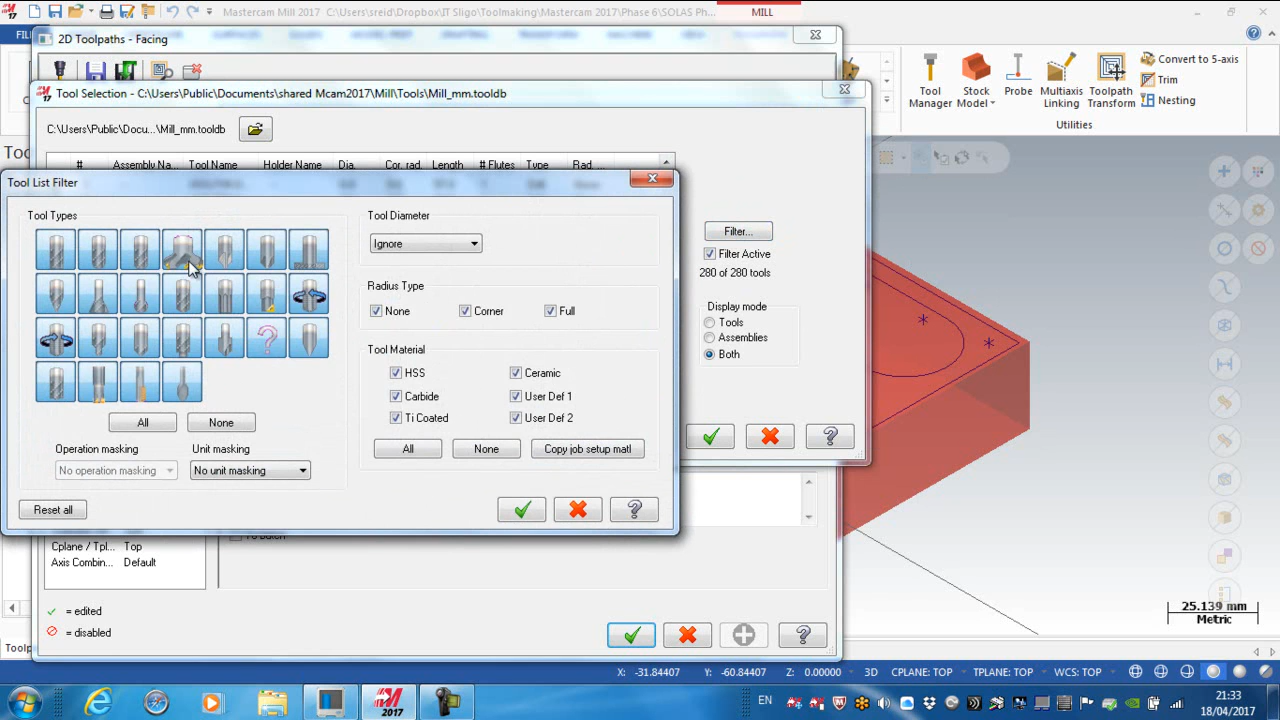 Mastercam Mill 2017 C:\Users\sreid\Dropbox\IT Sligo\Toolmaking\Mastercam 2017\Phase 6\SOLAS Ph...
MILL
2D Toolpaths - Facing
Tool Selection - C:\Users\Public\Documents\shared Mcam2017\Mill\Tools\Mill_mm.tooldb
C:\Users\Public\Docu...\Mill_mm.tooldb
# Assembly Na... Tool Name Holder Name Dia. Cor. rad. Length # Flutes Type Rad ...
Tool Manager
Stock Model
Probe
Multiaxis Linking
Toolpath Transform
Convert to 5-axis
Trim
Nesting
Utilities
Tool List Filter
Tool Types
All
None
Operation masking
No operation masking
Unit masking
No unit masking
Reset all
Tool Diameter
Ignore
Radius Type
None
Corner
Full
Tool Material
HSS
Ceramic
Carbide
User Def 1
Ti Coated
User Def 2
All
None
Copy job setup matl
Filter...
Filter Active
280 of 280 tools
Display mode
Tools
Assemblies
Both
Cplane / Tpl... Top
Axis Combin... Default
= edited
= disabled
25.139 mm
Metric
X: -31.84407 Y: -60.84400 Z: 0.00000 3D CPLANE: TOP TPLANE: TOP WCS: TOP
2017
EN
21:33
18/04/2017